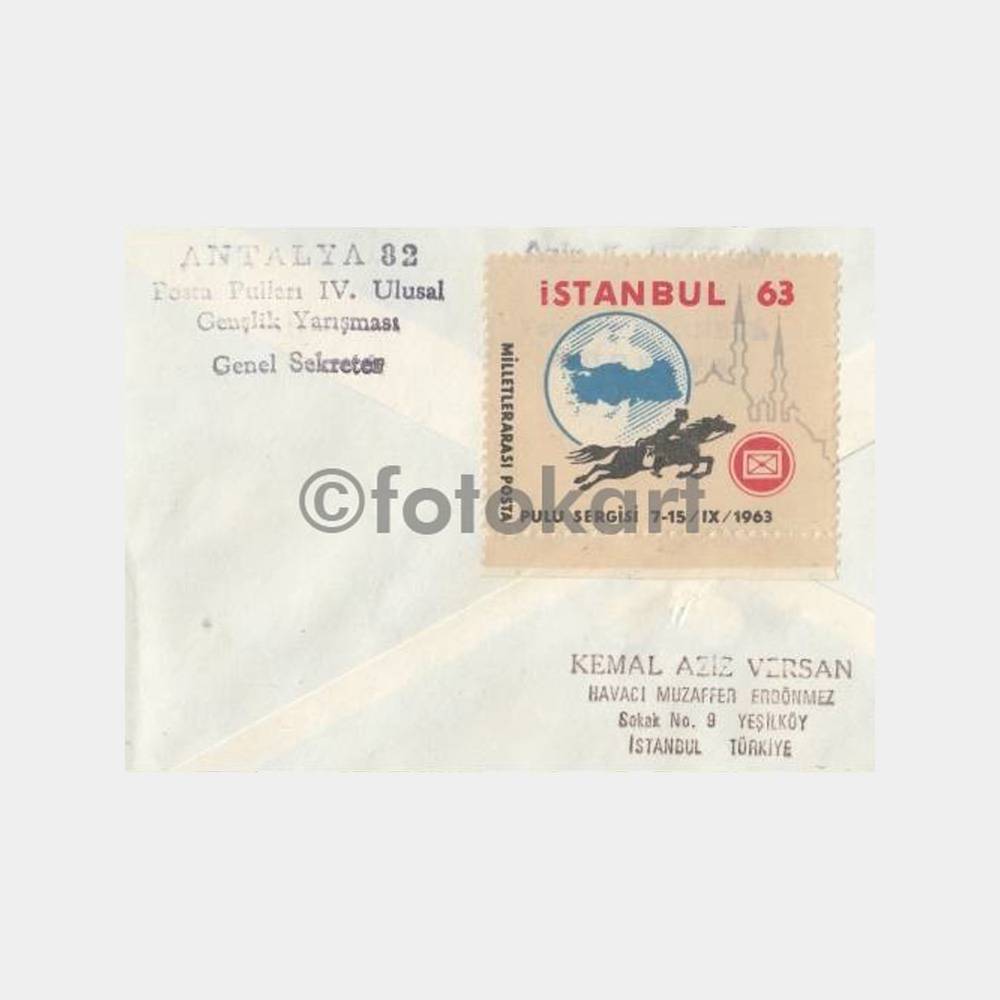 ANTALYA 82
Posta Pulları IV. Ulusal
Gençlik Yarışması
Genel Sekreter
İSTANBUL 63
MİLLETLERARASI POSTA
PULU SERGİSİ 7-15/IX/1963
©fotokart
KEMAL AZİZ VERSAN
HAVACI MUZAFFER ERDÖNMEZ
Sokak No. 9 YEŞİLKÖY
İSTANBUL TÜRKİYE